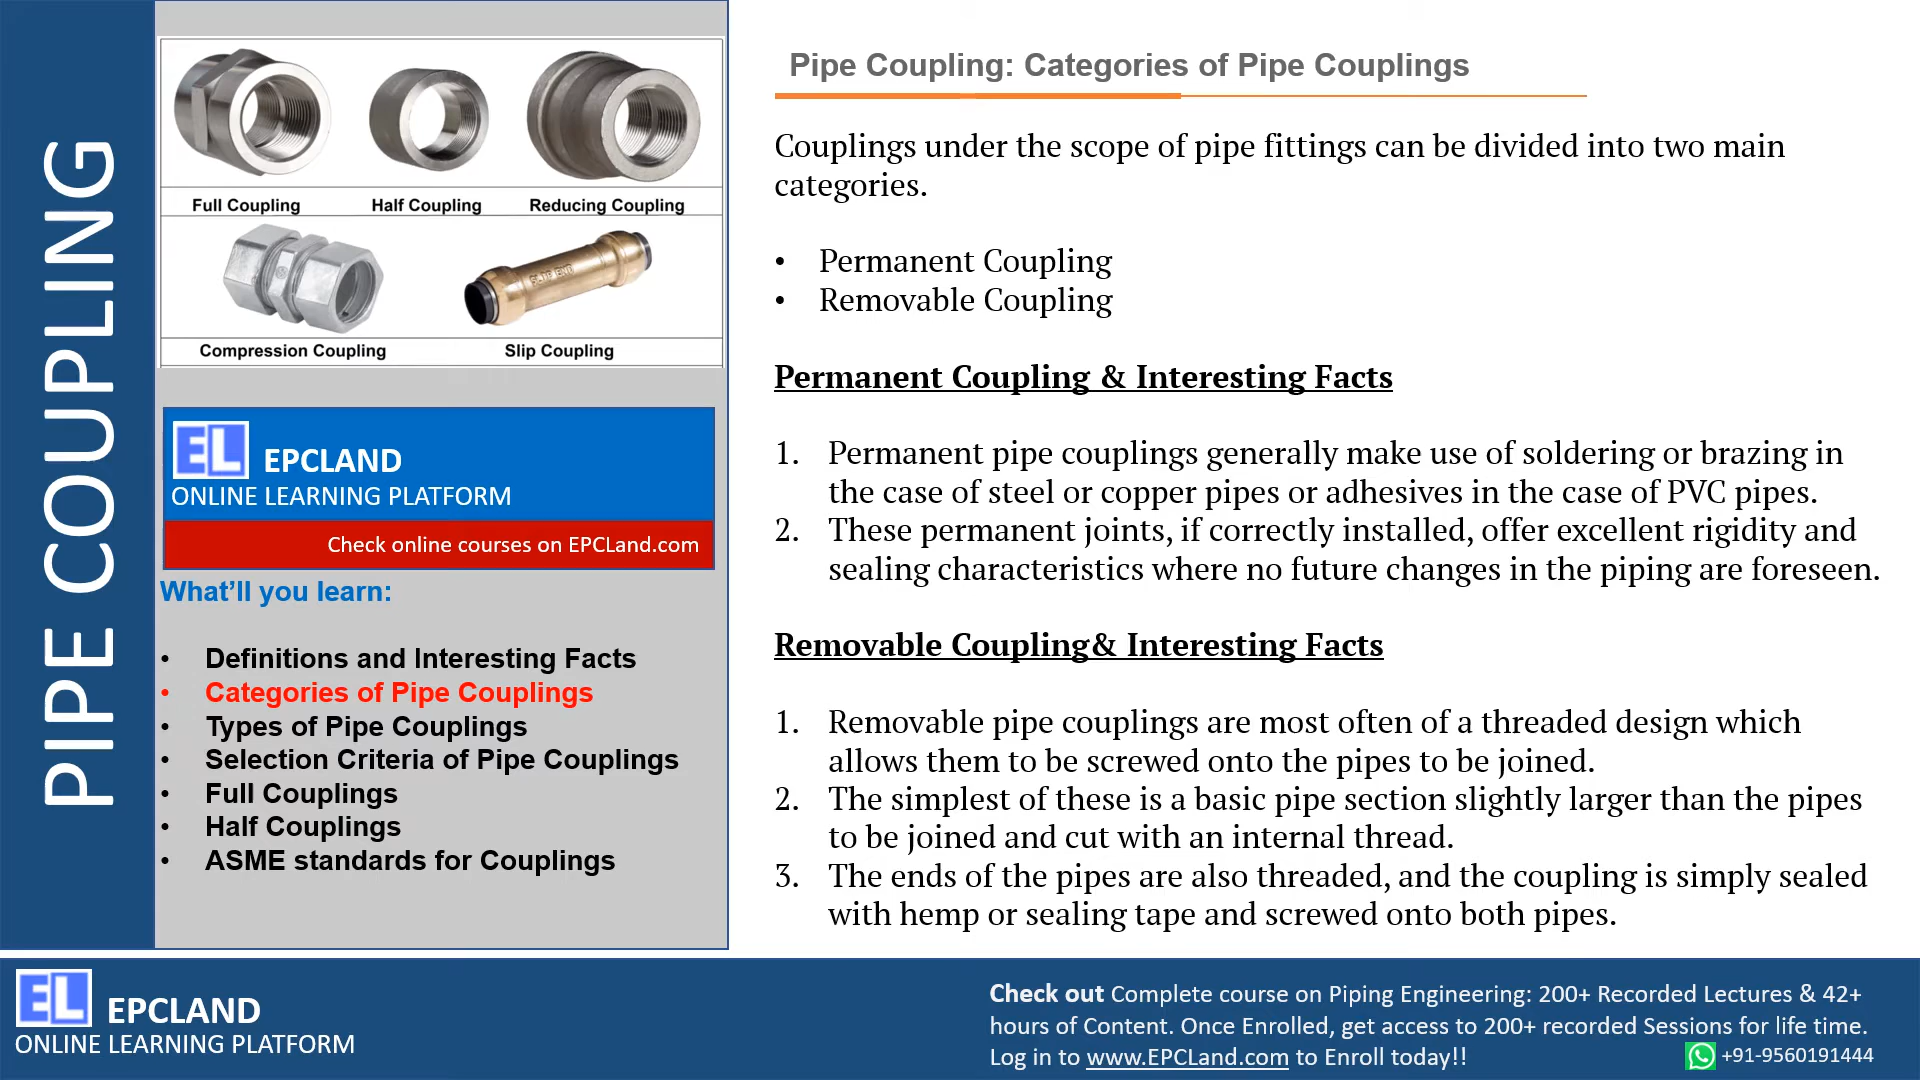 PIPE COUPLING
Full Coupling
Half Coupling
Reducing Coupling
Compression Coupling
Slip Coupling
EL EPCLAND
ONLINE LEARNING PLATFORM
Check online courses on EPCLand.com
What’ll you learn:
• Definitions and Interesting Facts
• Categories of Pipe Couplings
• Types of Pipe Couplings
• Selection Criteria of Pipe Couplings
• Full Couplings
• Half Couplings
• ASME standards for Couplings
Pipe Coupling: Categories of Pipe Couplings
Couplings under the scope of pipe fittings can be divided into two main
categories.
• Permanent Coupling
• Removable Coupling
Permanent Coupling & Interesting Facts
1. Permanent pipe couplings generally make use of soldering or brazing in
the case of steel or copper pipes or adhesives in the case of PVC pipes.
2. These permanent joints, if correctly installed, offer excellent rigidity and
sealing characteristics where no future changes in the piping are foreseen.
Removable Coupling& Interesting Facts
1. Removable pipe couplings are most often of a threaded design which
allows them to be screwed onto the pipes to be joined.
2. The simplest of these is a basic pipe section slightly larger than the pipes
to be joined and cut with an internal thread.
3. The ends of the pipes are also threaded, and the coupling is simply sealed
with hemp or sealing tape and screwed onto both pipes.
EL EPCLAND
ONLINE LEARNING PLATFORM
Check out Complete course on Piping Engineering: 200+ Recorded Lectures & 42+
hours of Content. Once Enrolled, get access to 200+ recorded Sessions for life time.
Log in to www.EPCLand.com to Enroll today!!
+91-9560191444